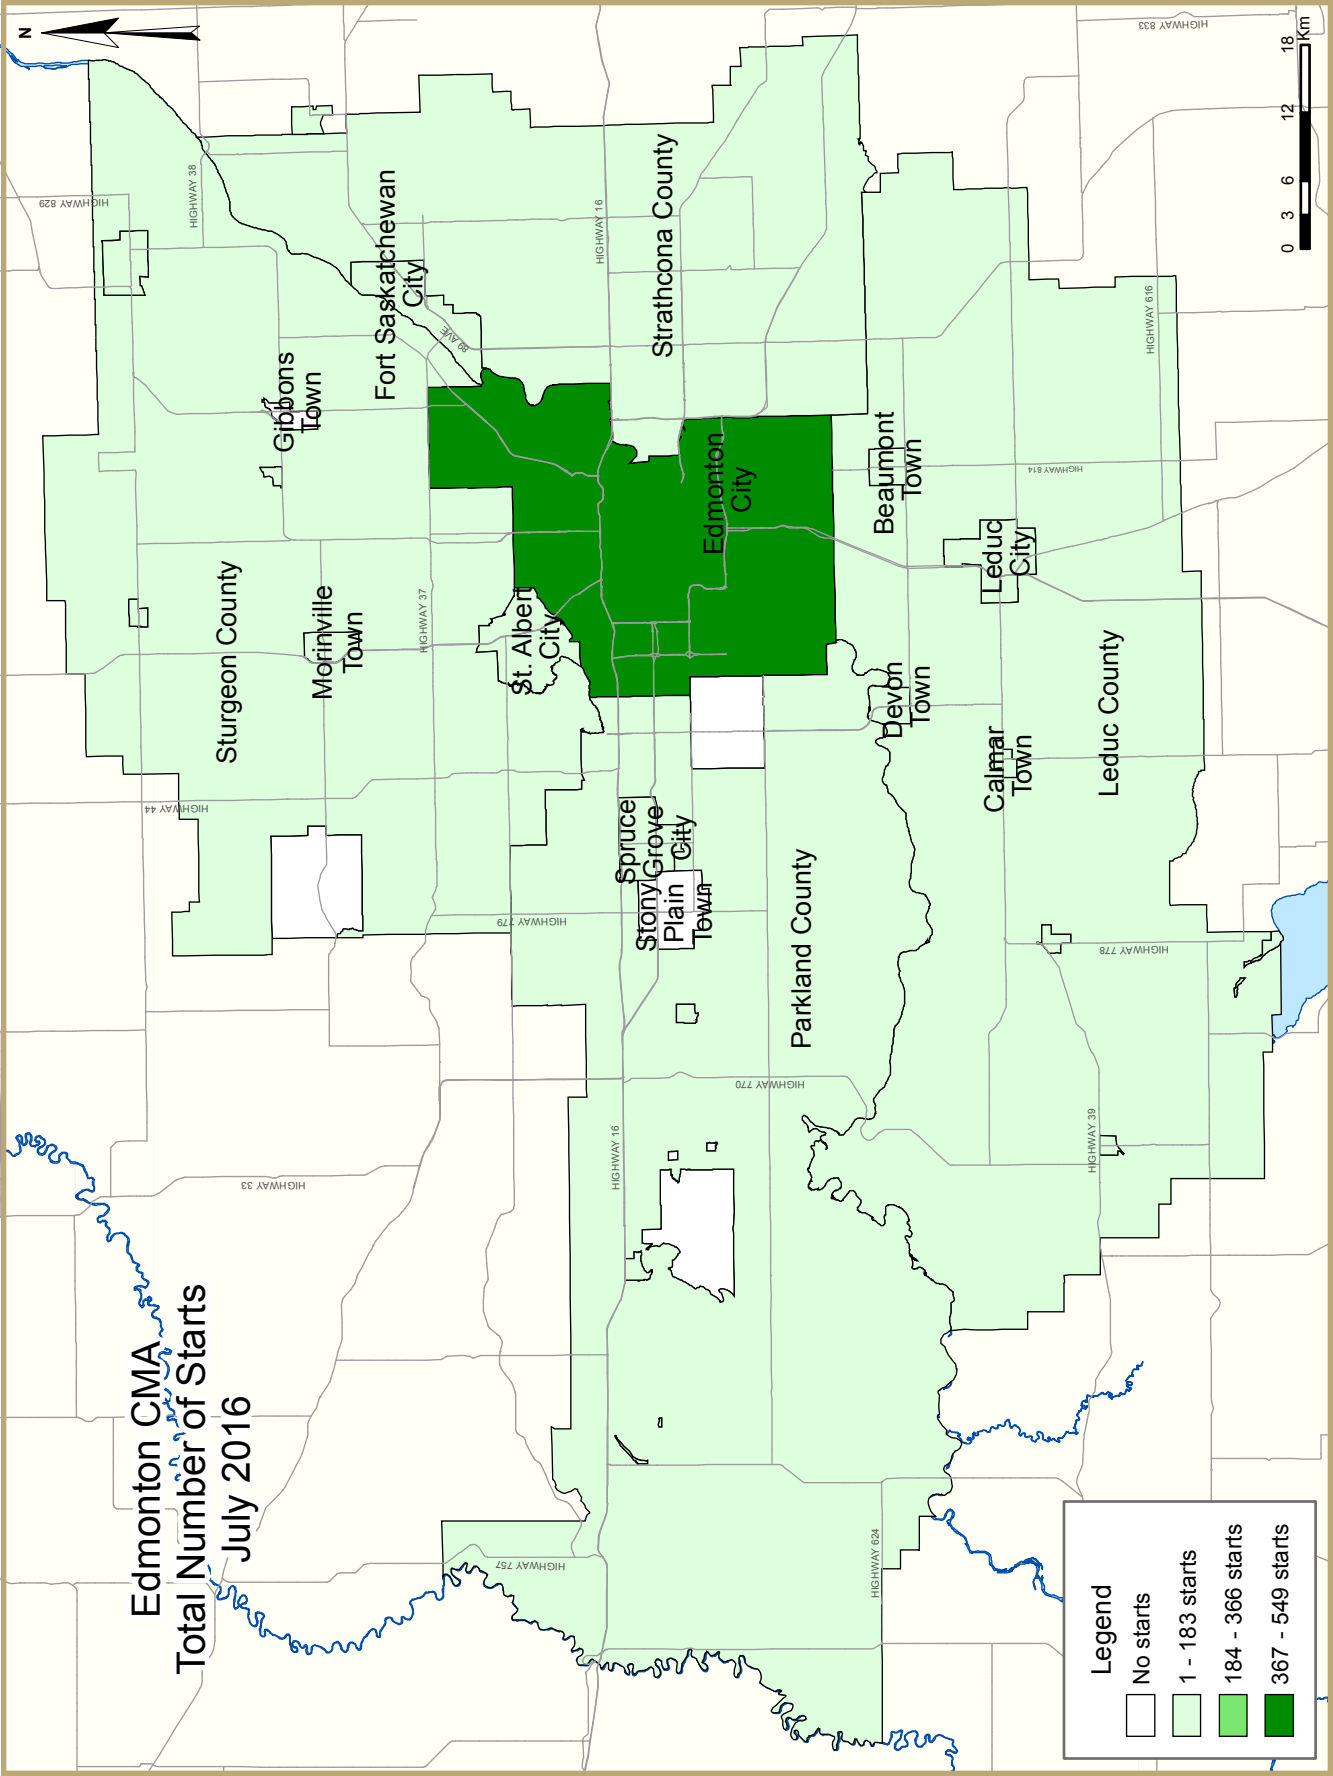 Edmonton CMA
Total Number of Starts
July 2016
N
HIGHWAY 829
HIGHWAY 38
HIGHWAY 833
Fort Saskatchewan
City
HIGHWAY 16
Strathcona County
89 AVE
Gibbons
Town
Sturgeon County
Morinville
Town
HIGHWAY 37
St. Albert
City
Edmonton
City
Beaumont
Town
HIGHWAY 814
HIGHWAY 616
Leduc
City
Devon
Town
Calmar
Town
Leduc County
HIGHWAY 44
HIGHWAY 779
Spruce
Grove
City
Stony
Plain
Town
Parkland County
HIGHWAY 770
HIGHWAY 778
HIGHWAY 39
HIGHWAY 33
HIGHWAY 16
HIGHWAY 757
HIGHWAY 624
0 3 6 12 18
Km
Legend
No starts
1 - 183 starts
184 - 366 starts
367 - 549 starts